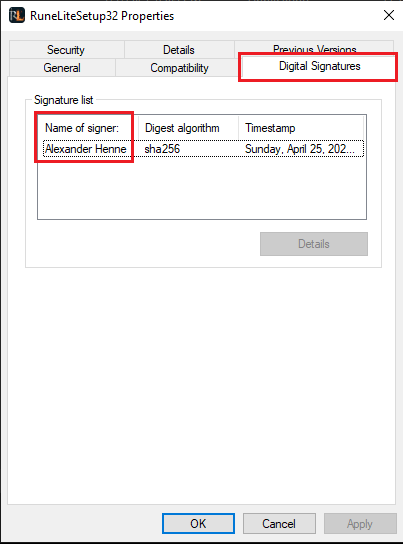 RuneLiteSetup32 Properties
Security Details Previous Versions
General Compatibility Digital Signatures
Signature list
Name of signer: Digest algorithm Timestamp
Alexander Henne sha256 Sunday, April 25, 202...
Details
OK Cancel Apply